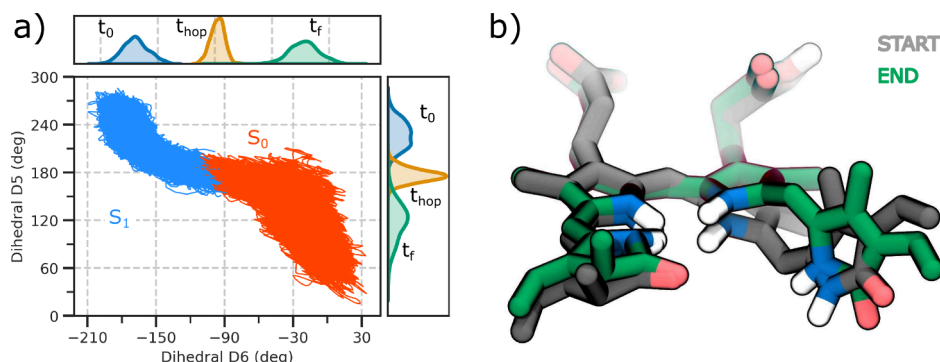 a)
t0
thop
tf
300
240
180
120
60
0
Dihedral D5 (deg)
S0
S1
t0
thop
tf
−210
−150
−90
−30
30
Dihedral D6 (deg)
b)
START
END